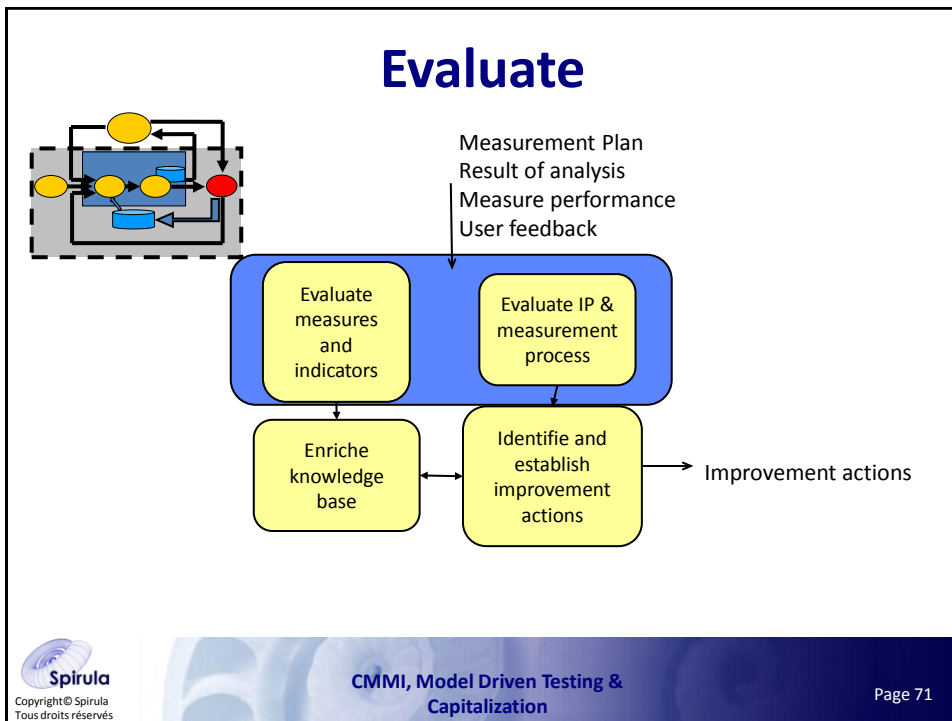 Evaluate
Measurement Plan
Result of analysis
Measure performance
User feedback
Evaluate
measures
and
indicators
Evaluate IP &
measurement
process
Enriche
knowledge
base
Identifie and
establish
improvement
actions
Improvement actions
Spirula
Copyright© Spirula
Tous droits réservés
CMMI, Model Driven Testing &
Capitalization
Page 71